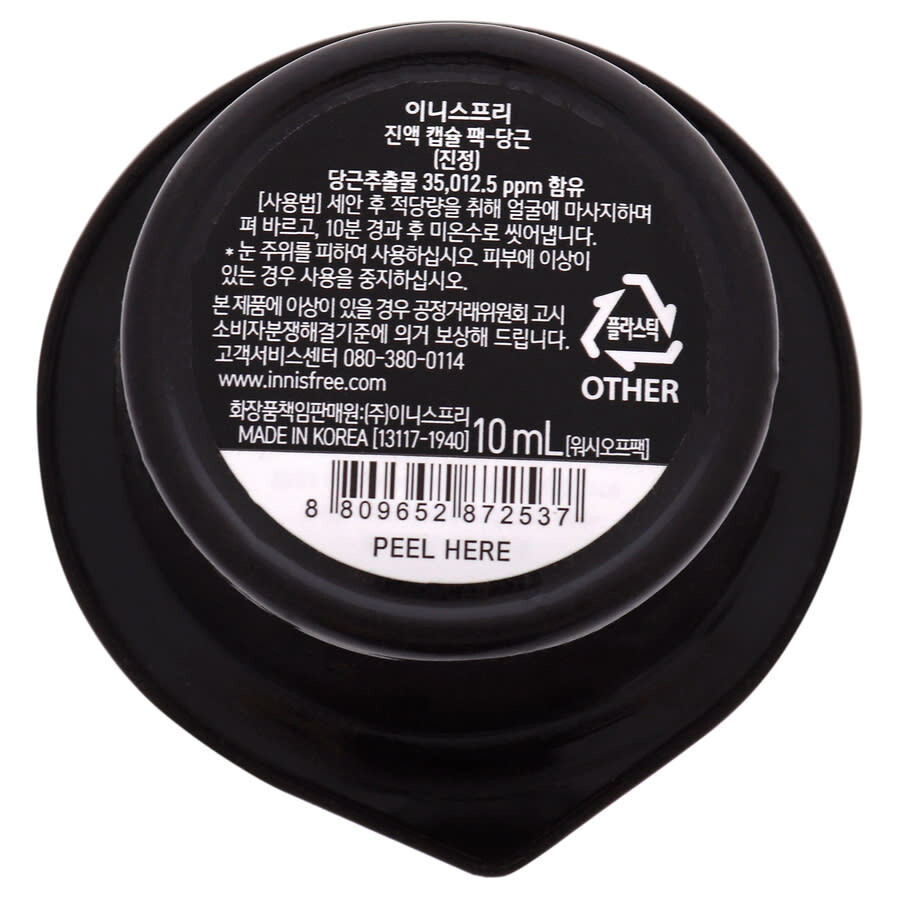 이니스프리
진액 캡슐 팩-당근
(진정)
당근추출물 35,012.5 ppm 함유
[사용법] 세안 후 적당량을 취해 얼굴에 마사지하며
펴 바르고, 10분 경과 후 미온수로 씻어냅니다.
* 눈 주위를 피하여 사용하십시오. 피부에 이상이
있는 경우 사용을 중지하십시오.
본 제품에 이상이 있을 경우 공정거래위원회 고시
소비자분쟁해결기준에 의거 보상해 드립니다.
고객서비스센터 080-380-0114
www.innisfree.com
플라스틱
OTHER
화장품책임판매원:(주)이니스프리
MADE IN KOREA [13117-1940] 10 mL [워시오프팩]
8 809652 872537
PEEL HERE